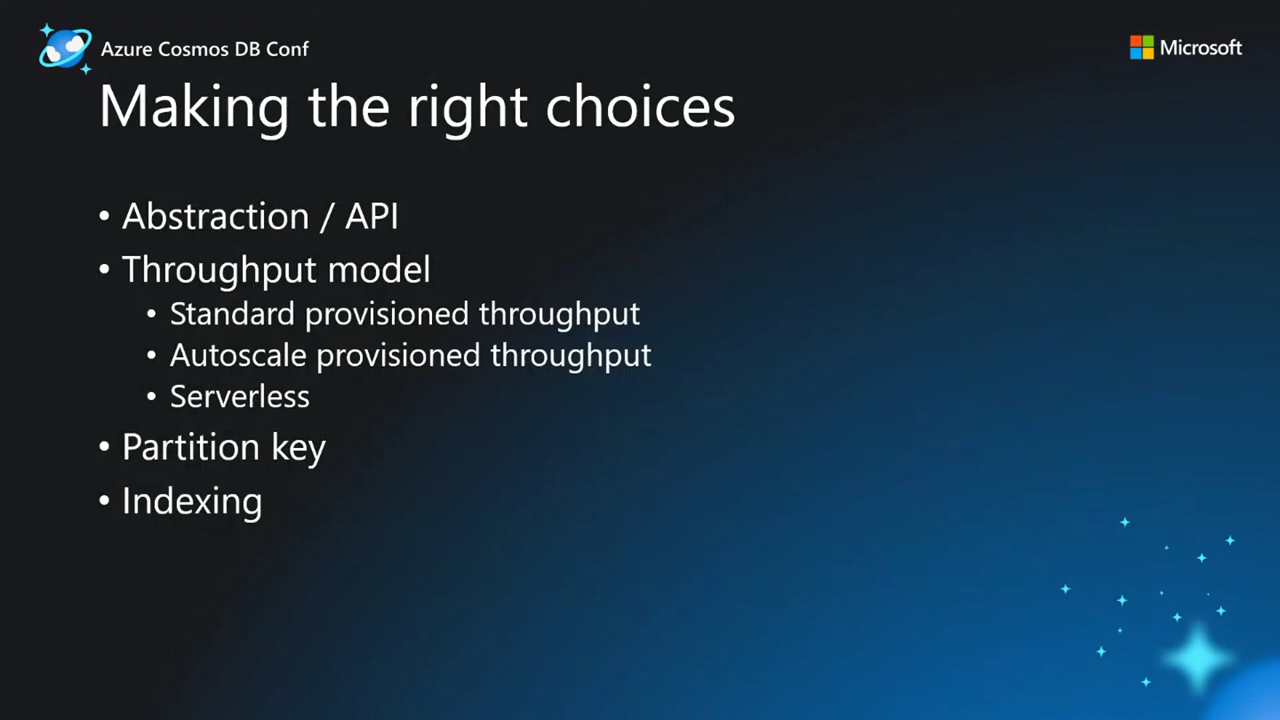 Azure Cosmos DB Conf
Microsoft
Making the right choices
• Abstraction / API
• Throughput model
• Standard provisioned throughput
• Autoscale provisioned throughput
• Serverless
• Partition key
• Indexing